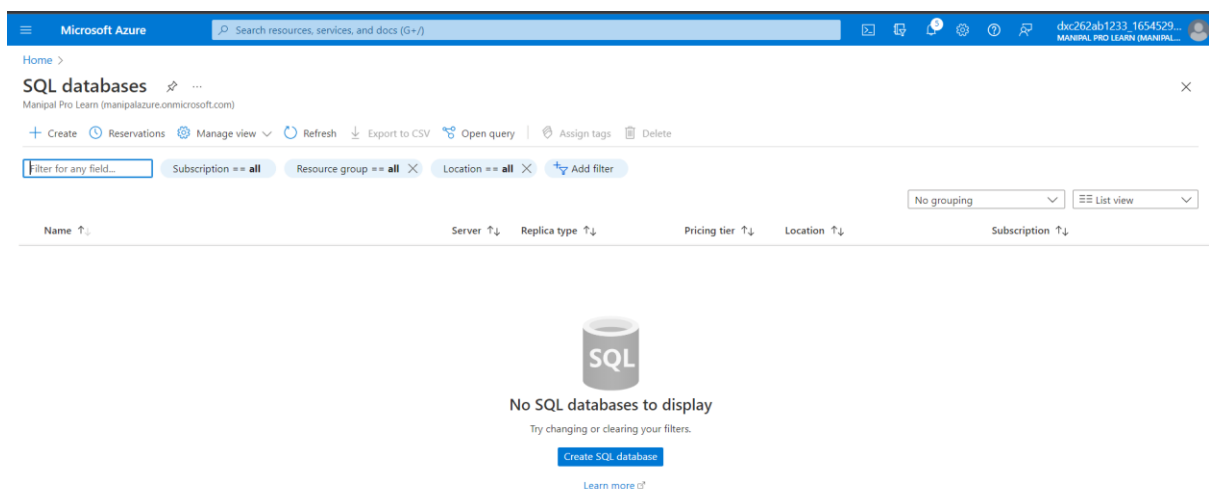 Microsoft Azure
Search resources, services, and docs (G+/)
5
dxc262ab1233_1654529...
MANIPAL PRO LEARN (MANIPAL...
Home >
SQL databases ...
Manipal Pro Learn (manipalazure.onmicrosoft.com)
+ Create Reservations Manage view Refresh Export to CSV Open query Assign tags Delete
Filter for any field... Subscription == all Resource group == all Location == all Add filter
No grouping List view
Name Server Replica type Pricing tier Location Subscription
SQL
No SQL databases to display
Try changing or clearing your filters.
Create SQL database
Learn more